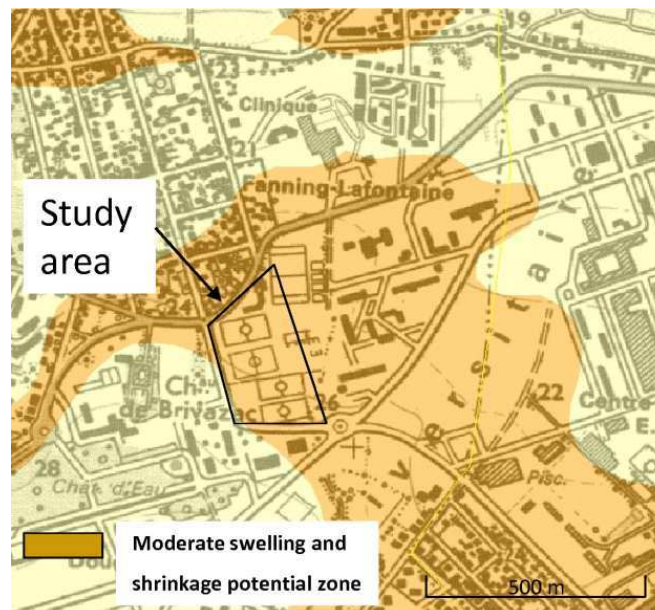 19
23
Clinique
21
Fanning-Lafontaine
Study
area
24
Ch.
de Brivazac
26
22
Centre
E.
28
Chat. d'Eau
Pisc.
Moderate swelling and
shrinkage potential zone
500 m